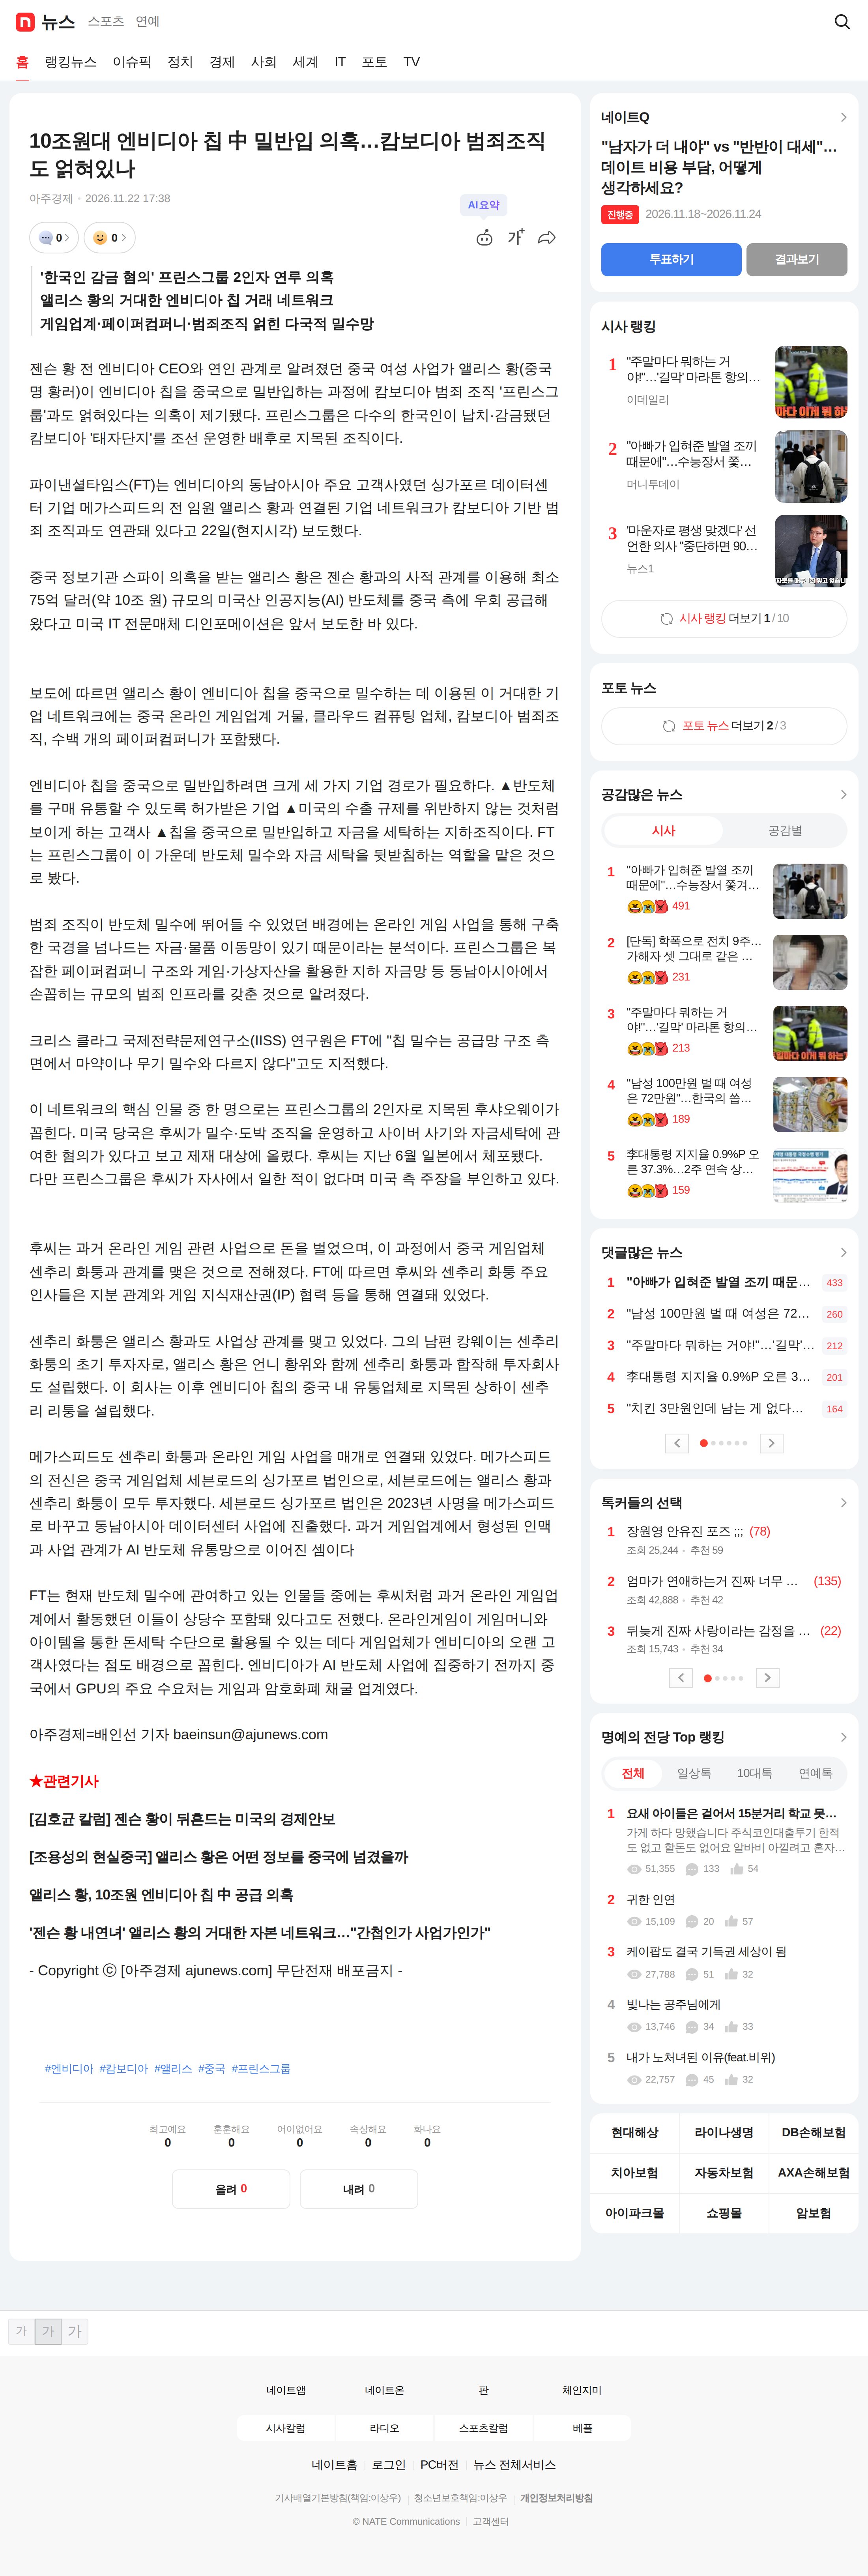 뉴스 스포츠 연예
홈 랭킹뉴스 이슈픽 정치 경제 사회 세계 IT 포토 TV
10조원대 엔비디아 칩 中 밀반입 의혹…캄보디아 범죄조직
도 얽혀있나
아주경제 · 2026.11.22 17:38
AI요약
0 0 가+
'한국인 감금 혐의' 프린스그룹 2인자 연루 의혹
앨리스 황의 거대한 엔비디아 칩 거래 네트워크
게임업계·페이퍼컴퍼니·범죄조직 얽힌 다국적 밀수망
젠슨 황 전 엔비디아 CEO와 연인 관계로 알려졌던 중국 여성 사업가 앨리스 황(중국
명 황러)이 엔비디아 칩을 중국으로 밀반입하는 과정에 캄보디아 범죄 조직 '프린스그
룹'과도 얽혀있다는 의혹이 제기됐다. 프린스그룹은 다수의 한국인이 납치·감금됐던
캄보디아 '태자단지'를 조선 운영한 배후로 지목된 조직이다.
파이낸셜타임스(FT)는 엔비디아의 동남아시아 주요 고객사였던 싱가포르 데이터센
터 기업 메가스피드의 전 임원 앨리스 황과 연결된 기업 네트워크가 캄보디아 기반 범
죄 조직과도 연관돼 있다고 22일(현지시각) 보도했다.
중국 정보기관 스파이 의혹을 받는 앨리스 황은 젠슨 황과의 사적 관계를 이용해 최소
75억 달러(약 10조 원) 규모의 미국산 인공지능(AI) 반도체를 중국 측에 우회 공급해
왔다고 미국 IT 전문매체 디인포메이션은 앞서 보도한 바 있다.
보도에 따르면 앨리스 황이 엔비디아 칩을 중국으로 밀수하는 데 이용된 이 거대한 기
업 네트워크에는 중국 온라인 게임업계 거물, 클라우드 컴퓨팅 업체, 캄보디아 범죄조
직, 수백 개의 페이퍼컴퍼니가 포함됐다.
엔비디아 칩을 중국으로 밀반입하려면 크게 세 가지 기업 경로가 필요하다. ▲반도체
를 구매 유통할 수 있도록 허가받은 기업 ▲미국의 수출 규제를 위반하지 않는 것처럼
보이게 하는 고객사 ▲칩을 중국으로 밀반입하고 자금을 세탁하는 지하조직이다. FT
는 프린스그룹이 이 가운데 반도체 밀수와 자금 세탁을 뒷받침하는 역할을 맡은 것으
로 봤다.
범죄 조직이 반도체 밀수에 뛰어들 수 있었던 배경에는 온라인 게임 사업을 통해 구축
한 국경을 넘나드는 자금·물품 이동망이 있기 때문이라는 분석이다. 프린스그룹은 복
잡한 페이퍼컴퍼니 구조와 게임·가상자산을 활용한 지하 자금망 등 동남아시아에서
손꼽히는 규모의 범죄 인프라를 갖춘 것으로 알려졌다.
크리스 클라그 국제전략문제연구소(IISS) 연구원은 FT에 "칩 밀수는 공급망 구조 측
면에서 마약이나 무기 밀수와 다르지 않다"고도 지적했다.
이 네트워크의 핵심 인물 중 한 명으로는 프린스그룹의 2인자로 지목된 후샤오웨이가
꼽힌다. 미국 당국은 후씨가 밀수·도박 조직을 운영하고 사이버 사기와 자금세탁에 관
여한 혐의가 있다고 보고 제재 대상에 올렸다. 후씨는 지난 6월 일본에서 체포됐다.
다만 프린스그룹은 후씨가 자사에서 일한 적이 없다며 미국 측 주장을 부인하고 있다.
후씨는 과거 온라인 게임 관련 사업으로 돈을 벌었으며, 이 과정에서 중국 게임업체
센추리 화퉁과 관계를 맺은 것으로 전해졌다. FT에 따르면 후씨와 센추리 화퉁 주요
인사들은 지분 관계와 게임 지식재산권(IP) 협력 등을 통해 연결돼 있었다.
센추리 화퉁은 앨리스 황과도 사업상 관계를 맺고 있었다. 그의 남편 캉웨이는 센추리
화퉁의 초기 투자자로, 앨리스 황은 언니 황위와 함께 센추리 화퉁과 합작해 투자회사
도 설립했다. 이 회사는 이후 엔비디아 칩의 중국 내 유통업체로 지목된 상하이 센추
리 리퉁을 설립했다.
메가스피드도 센추리 화퉁과 온라인 게임 사업을 매개로 연결돼 있었다. 메가스피드
의 전신은 중국 게임업체 세븐로드의 싱가포르 법인으로, 세븐로드에는 앨리스 황과
센추리 화퉁이 모두 투자했다. 세븐로드 싱가포르 법인은 2023년 사명을 메가스피드
로 바꾸고 동남아시아 데이터센터 사업에 진출했다. 과거 게임업계에서 형성된 인맥
과 사업 관계가 AI 반도체 유통망으로 이어진 셈이다
FT는 현재 반도체 밀수에 관여하고 있는 인물들 중에는 후씨처럼 과거 온라인 게임업
계에서 활동했던 이들이 상당수 포함돼 있다고도 전했다. 온라인게임이 게임머니와
아이템을 통한 돈세탁 수단으로 활용될 수 있는 데다 게임업체가 엔비디아의 오랜 고
객사였다는 점도 배경으로 꼽힌다. 엔비디아가 AI 반도체 사업에 집중하기 전까지 중
국에서 GPU의 주요 수요처는 게임과 암호화폐 채굴 업계였다.
아주경제=배인선 기자 baeinsun@ajunews.com
★관련기사
[김호균 칼럼] 젠슨 황이 뒤흔드는 미국의 경제안보
[조용성의 현실중국] 앨리스 황은 어떤 정보를 중국에 넘겼을까
앨리스 황, 10조원 엔비디아 칩 中 공급 의혹
'젠슨 황 내연녀' 앨리스 황의 거대한 자본 네트워크…"간첩인가 사업가인가"
- Copyright ⓒ [아주경제 ajunews.com] 무단전재 배포금지 -
#엔비디아 #캄보디아 #앨리스 #중국 #프린스그룹
최고예요 훈훈해요 어이없어요 속상해요 화나요
0 0 0 0 0
올려 0 내려 0
네이트Q
"남자가 더 내야" vs "반반이 대세"…
데이트 비용 부담, 어떻게
생각하세요?
진행중 2026.11.18~2026.11.24
투표하기 결과보기
시사 랭킹
1 "주말마다 뭐하는 거
야!"…'길막' 마라톤 항의…
이데일리
2 "아빠가 입혀준 발열 조끼
때문에"…수능장서 쫓…
머니투데이
3 '마운자로 평생 맞겠다' 선
언한 의사 "중단하면 90…
뉴스1
시사 랭킹 더보기 1 / 10
포토 뉴스
포토 뉴스 더보기 2 / 3
공감많은 뉴스
시사 공감별
1 "아빠가 입혀준 발열 조끼
때문에"…수능장서 쫓겨…
491
2 [단독] 학폭으로 전치 9주…
가해자 셋 그대로 같은 …
231
3 "주말마다 뭐하는 거
야!"…'길막' 마라톤 항의…
213
4 "남성 100만원 벌 때 여성
은 72만원"…한국의 씁…
189
5 李대통령 지지율 0.9%P 오
른 37.3%…2주 연속 상…
159
댓글많은 뉴스
1 "아빠가 입혀준 발열 조끼 때문… 433
2 "남성 100만원 벌 때 여성은 72… 260
3 "주말마다 뭐하는 거야!"…'길막'… 212
4 李대통령 지지율 0.9%P 오른 3… 201
5 "치킨 3만원인데 남는 게 없다… 164
톡커들의 선택
1 장원영 안유진 포즈 ;;; (78)
조회 25,244 · 추천 59
2 엄마가 연애하는거 진짜 너무 … (135)
조회 42,888 · 추천 42
3 뒤늦게 진짜 사랑이라는 감정을 … (22)
조회 15,743 · 추천 34
명예의 전당 Top 랭킹
전체 일상톡 10대톡 연예톡
1 요새 아이들은 걸어서 15분거리 학교 못…
가게 하다 망했습니다 주식코인대출투기 한적
도 없고 할돈도 없어요 알바비 아낄려고 혼자…
51,355 133 54
2 귀한 인연
15,109 20 57
3 케이팝도 결국 기득권 세상이 됨
27,788 51 32
4 빛나는 공주님에게
13,746 34 33
5 내가 노처녀된 이유(feat.비위)
22,757 45 32
현대해상 라이나생명 DB손해보험
치아보험 자동차보험 AXA손해보험
아이파크몰 쇼핑몰 암보험
가 가 가
네이트앱 네이트온 판 체인지미
시사칼럼 라디오 스포츠칼럼 베플
네이트홈 로그인 PC버전 뉴스 전체서비스
기사배열기본방침(책임:이상우) 청소년보호책임:이상우 개인정보처리방침
© NATE Communications 고객센터